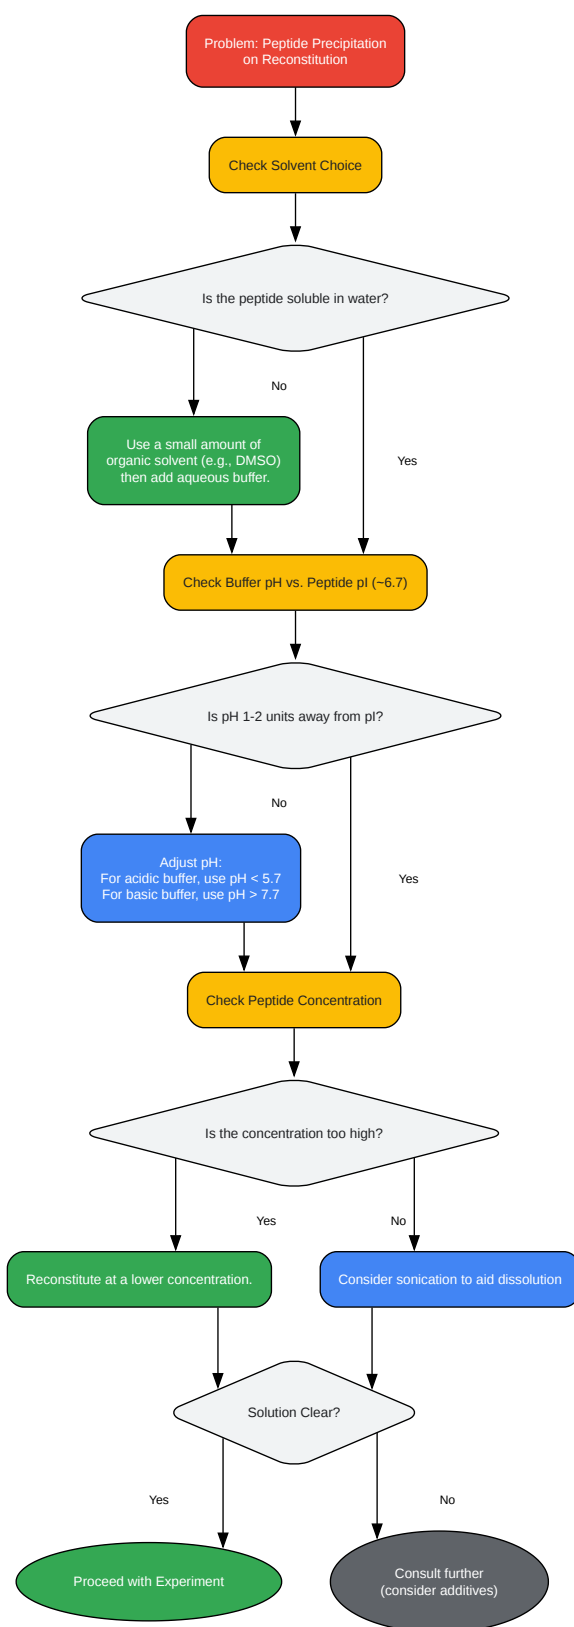 Problem: Peptide Precipitation
on Reconstitution
Check Solvent Choice
Is the peptide soluble in water?
No
Use a small amount of
organic solvent (e.g., DMSO)
then add aqueous buffer.
Yes
Check Buffer pH vs. Peptide pI (~6.7)
Is pH 1-2 units away from pI?
No
Adjust pH:
For acidic buffer, use pH < 5.7
For basic buffer, use pH > 7.7
Yes
Check Peptide Concentration
Is the concentration too high?
Yes
No
Reconstitute at a lower concentration.
Consider sonication to aid dissolution
Solution Clear?
Yes
No
Proceed with Experiment
Consult further
(consider additives)